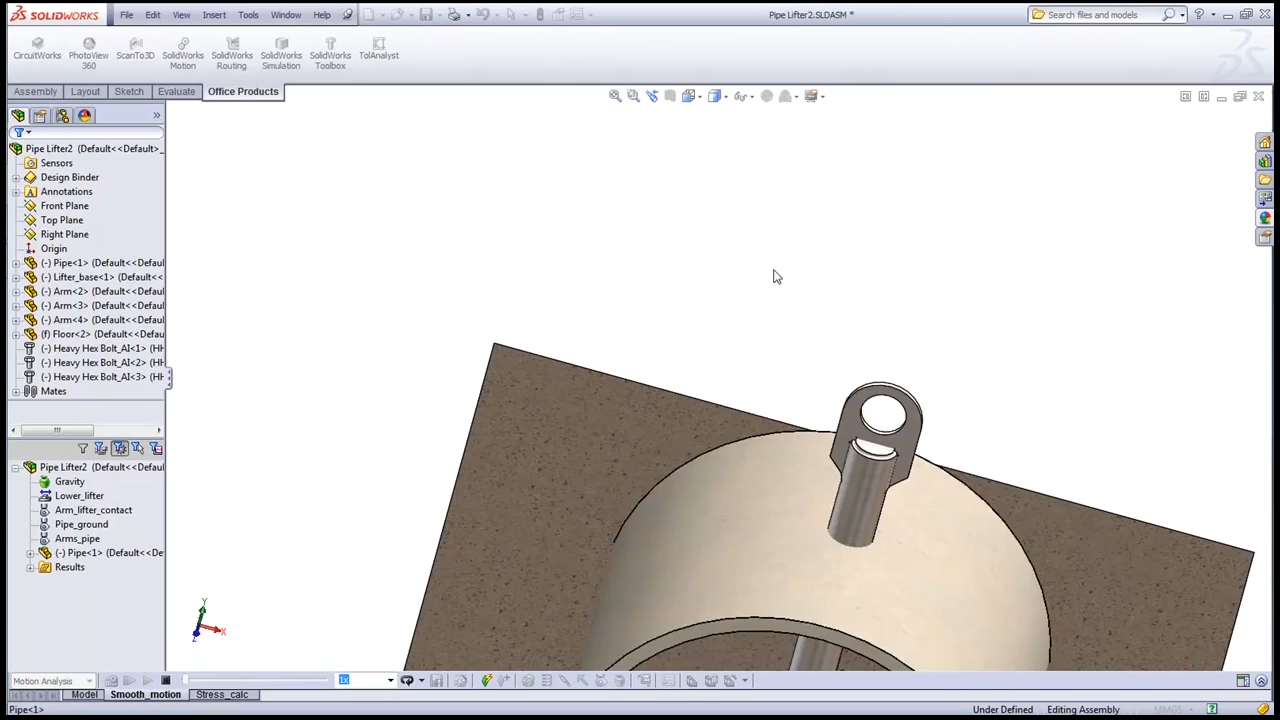 SOLIDWORKS File Edit View Insert Tools Window Help Pipe Lifter2.SLDASM * Search files and models
CircuitWorks PhotoView 360 ScanTo3D SolidWorks Motion SolidWorks Routing SolidWorks Simulation SolidWorks Toolbox TolAnalyst
Assembly Layout Sketch Evaluate Office Products
Pipe Lifter2 (Default<<Default>_
Sensors
Design Binder
Annotations
Front Plane
Top Plane
Right Plane
Origin
(-) Pipe<1> (Default<<Defaul
(-) Lifter_base<1> (Default<<
(-) Arm<2> (Default<<Defaul
(-) Arm<3> (Default<<Defaul
(-) Arm<4> (Default<<Defaul
(f) Floor<2> (Default<<Defau
(-) Heavy Hex Bolt_AI<1> (HH
(-) Heavy Hex Bolt_AI<2> (HH
(-) Heavy Hex Bolt_AI<3> (HH
Mates
Pipe Lifter2 (Default<<Defaul
Gravity
Lower_lifter
Arm_lifter_contact
Pipe_ground
Arms_pipe
(-) Pipe<1> (Default<<De
Results
Y
X
Z
Motion Analysis 1x
Model Smooth_motion Stress_calc
Pipe<1> Under Defined Editing Assembly MMGS